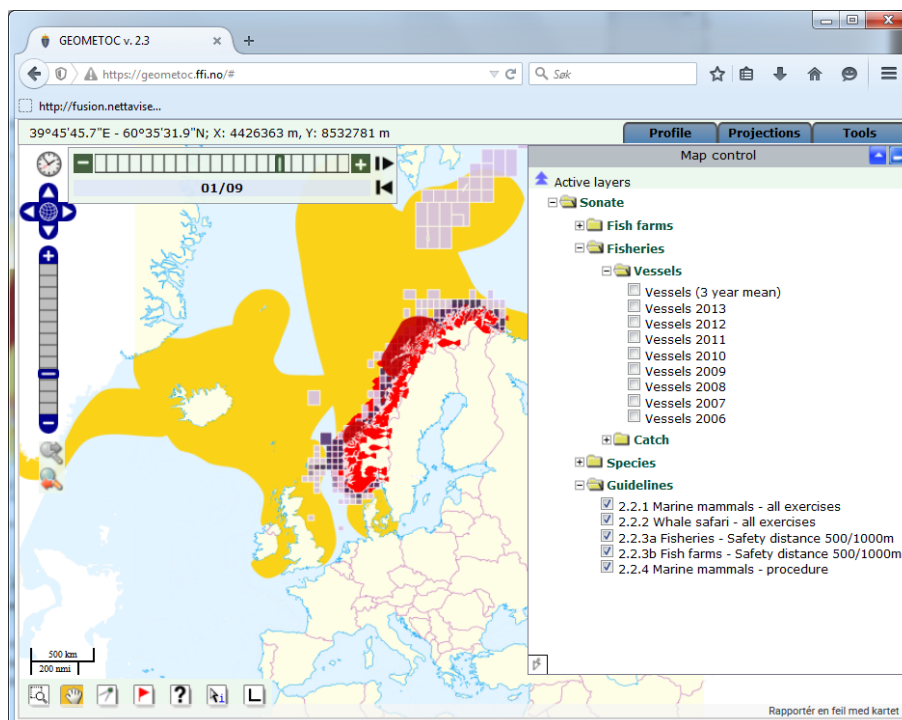 GEOMETOC v. 2.3
https://geometoc.ffi.no/#
Søk
http://fusion.nettavise...
39°45'45.7"E - 60°35'31.9"N; X: 4426363 m, Y: 8532781 m
Profile
Projections
Tools
01/09
Map control
Active layers
Sonate
Fish farms
Fisheries
Vessels
Vessels (3 year mean)
Vessels 2013
Vessels 2012
Vessels 2011
Vessels 2010
Vessels 2009
Vessels 2008
Vessels 2007
Vessels 2006
Catch
Species
Guidelines
2.2.1 Marine mammals - all exercises
2.2.2 Whale safari - all exercises
2.2.3a Fisheries - Safety distance 500/1000m
2.2.3b Fish farms - Safety distance 500/1000m
2.2.4 Marine mammals - procedure
500 km
200 nmi
?
Rapportér en feil med kartet